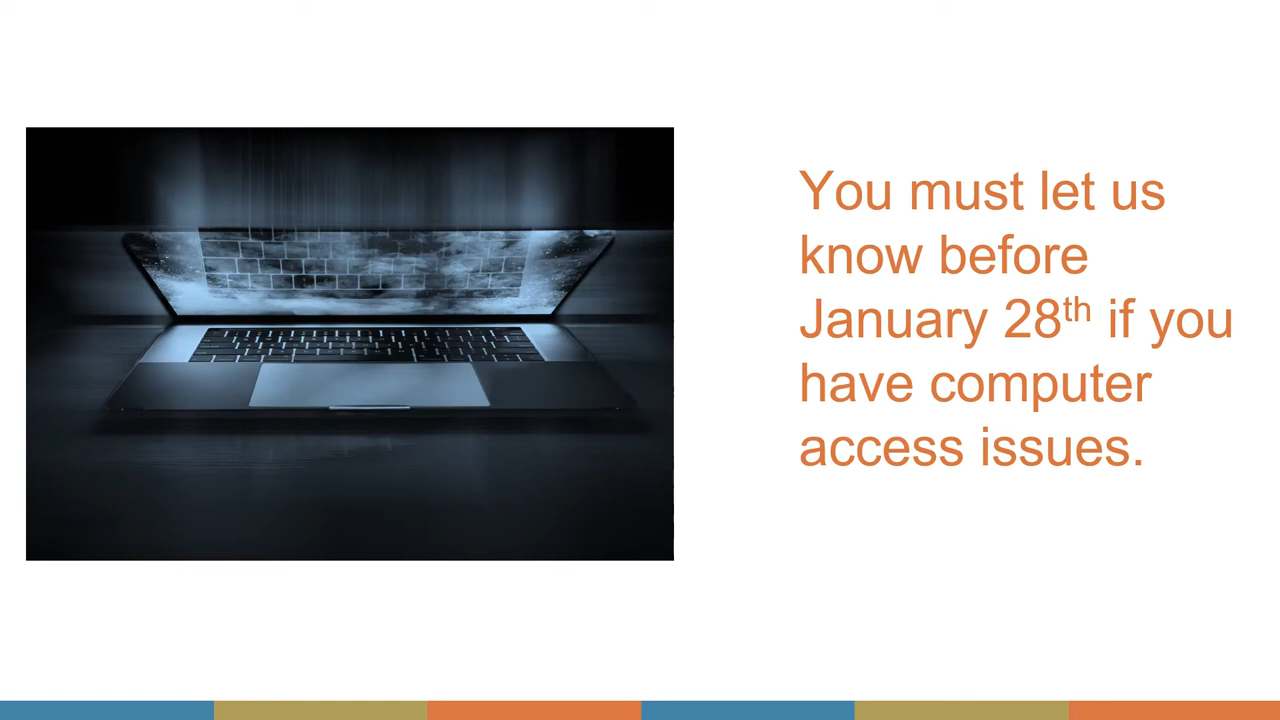 You must let us
know before
January 28th if you
have computer
access issues.